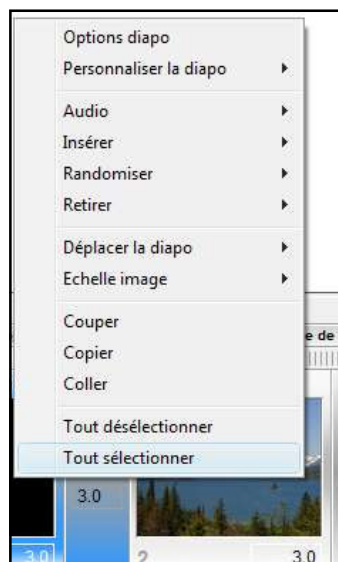 Options diapo
Personnaliser la diapo
Audio
Insérer
Randomiser
Retirer
Déplacer la diapo
Echelle image
Couper
e de
Copier
Coller
Tout désélectionner
Tout sélectionner
3.0
3.0
2
3.0